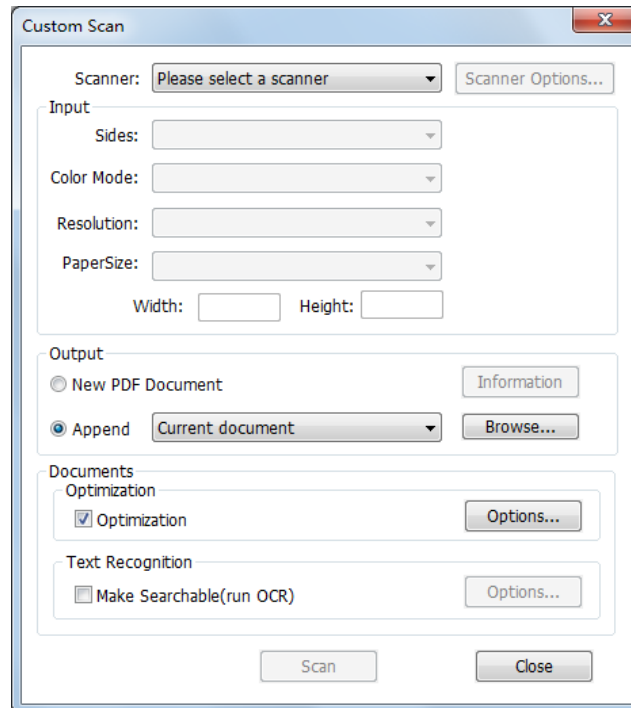 Custom Scan
Scanner: Please select a scanner Scanner Options...
Input
Sides:
Color Mode:
Resolution:
PaperSize:
Width: Height:
Output
New PDF Document Information
Append Current document Browse...
Documents
Optimization
Optimization Options...
Text Recognition
Make Searchable(run OCR) Options...
Scan Close